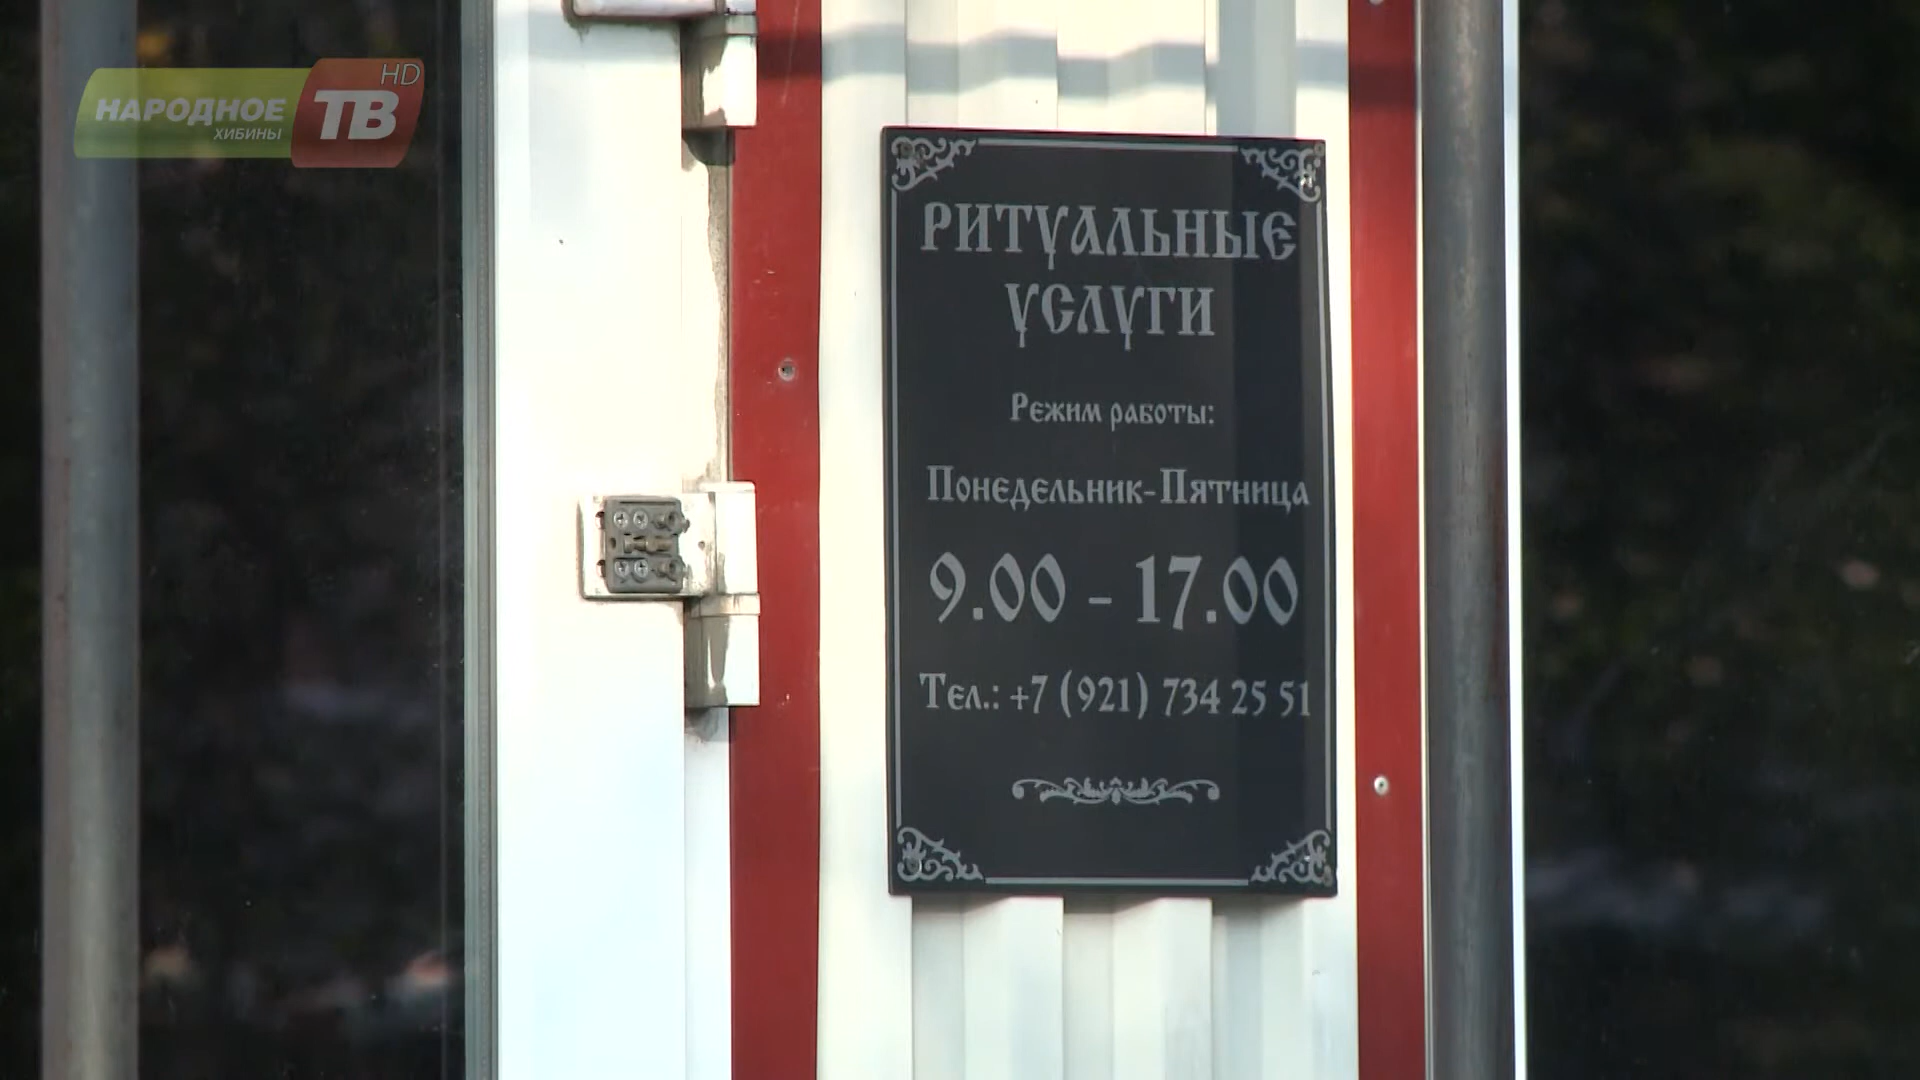 НАРОДНОЕ ТВ HD
ХИБИНЫ
РИТУАЛЬНЫЕ
УСЛУГИ
Режим работы:
Понедельник-Пятница
9.00 - 17.00
Тел.: +7 (921) 734 25 51